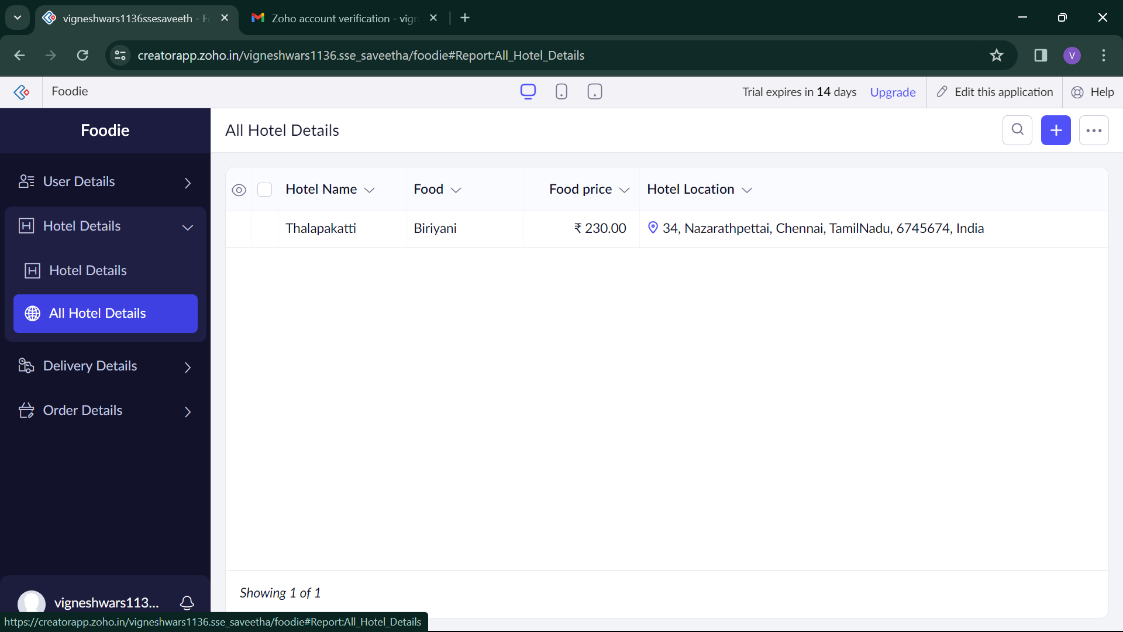 vigneshwars1136ssesaveeth - F
Zoho account verification - vign
creatorapp.zoho.in/vigneshwars1136.sse_saveetha/foodie#Report:All_Hotel_Details
V
Foodie
Trial expires in 14 days
Upgrade
Edit this application
Help
Foodie
All Hotel Details
User Details
Hotel Details
Hotel Details
All Hotel Details
Delivery Details
Order Details
Hotel Name
Food
Food price
Hotel Location
Thalapakatti
Biriyani
₹ 230.00
34, Nazarathpettai, Chennai, TamilNadu, 6745674, India
Showing 1 of 1
vigneshwars113...
https://creatorapp.zoho.in/vigneshwars1136.sse_saveetha/foodie#Report:All_Hotel_Details